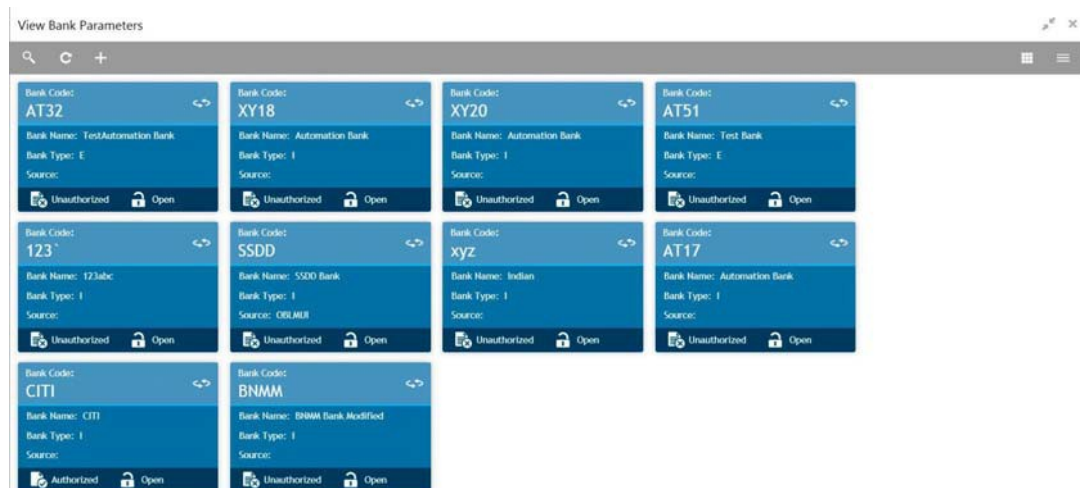 View Bank Parameters
Bank Code:
AT32
Bank Name: TestAutomation Bank
Bank Type: E
Source:
Unauthorized Open
Bank Code:
XY18
Bank Name: Automation Bank
Bank Type: I
Source:
Unauthorized Open
Bank Code:
XY20
Bank Name: Automation Bank
Bank Type: I
Source:
Unauthorized Open
Bank Code:
AT51
Bank Name: Test Bank
Bank Type: E
Source:
Unauthorized Open
Bank Code:
123`
Bank Name: 123abc
Bank Type: I
Source:
Unauthorized Open
Bank Code:
SSDD
Bank Name: SSDD Bank
Bank Type: I
Source: OBLMUI
Unauthorized Open
Bank Code:
xyz
Bank Name: Indian
Bank Type: I
Source:
Unauthorized Open
Bank Code:
AT17
Bank Name: Automation Bank
Bank Type: I
Source:
Unauthorized Open
Bank Code:
CITI
Bank Name: CITI
Bank Type: I
Source:
Authorized Open
Bank Code:
BNMM
Bank Name: BNMM Bank Modified
Bank Type: I
Source:
Unauthorized Open